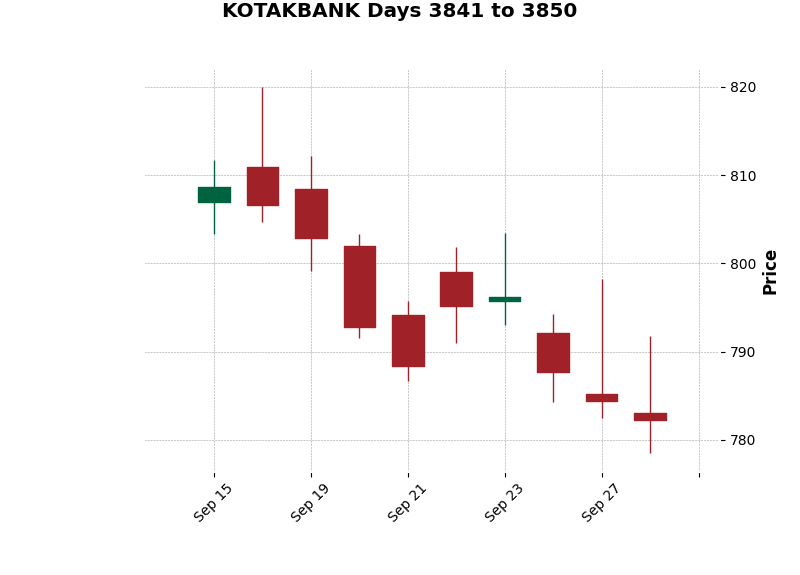 KOTAKBANK Days 3841 to 3850
820
810
800
790
780
Price
Sep 15
Sep 19
Sep 21
Sep 23
Sep 27